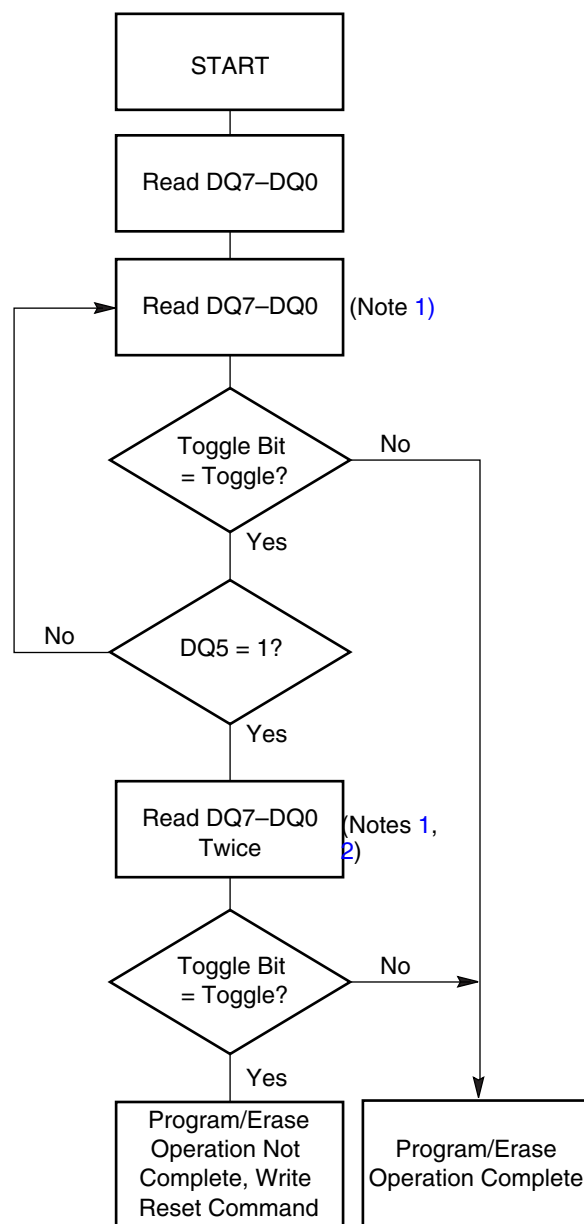 START
Read DQ7–DQ0
Read DQ7–DQ0
(Note 1)
Toggle Bit
= Toggle?
No
Yes
No
DQ5 = 1?
Yes
Read DQ7–DQ0
Twice
(Notes 1,
2)
Toggle Bit
= Toggle?
No
Yes
Program/Erase
Operation Not
Complete, Write
Reset Command
Program/Erase
Operation Complete